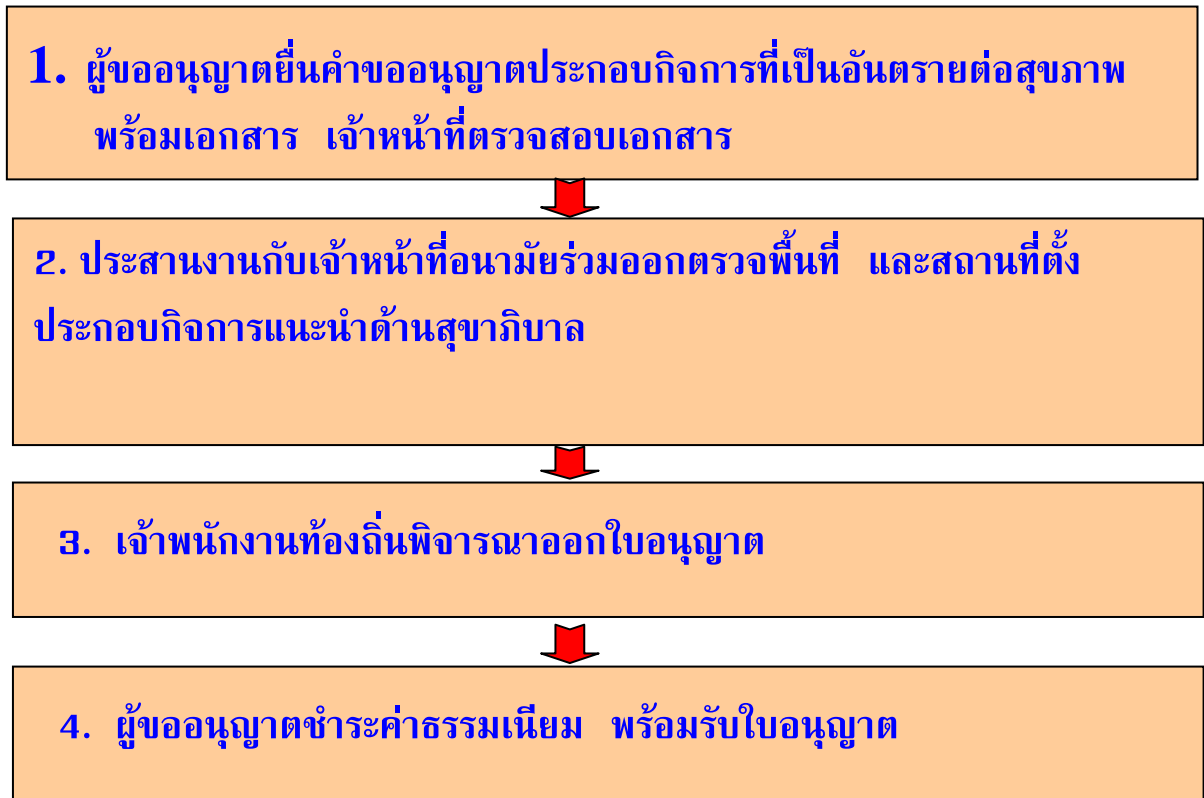 1. ผู้ขออนุญาตยื่นคำขออนุญาตประกอบกิจการที่เป็นอันตรายต่อสุขภาพ
พร้อมเอกสาร เจ้าหน้าที่ตรวจสอบเอกสาร
2. ประสานงานกับเจ้าหน้าที่อนามัยร่วมออกตรวจพื้นที่ และสถานที่ตั้ง
ประกอบกิจการแนะนำด้านสุขาภิบาล
3. เจ้าพนักงานท้องถิ่นพิจารณาออกใบอนุญาต
4. ผู้ขออนุญาตชำระค่าธรรมเนียม พร้อมรับใบอนุญาต